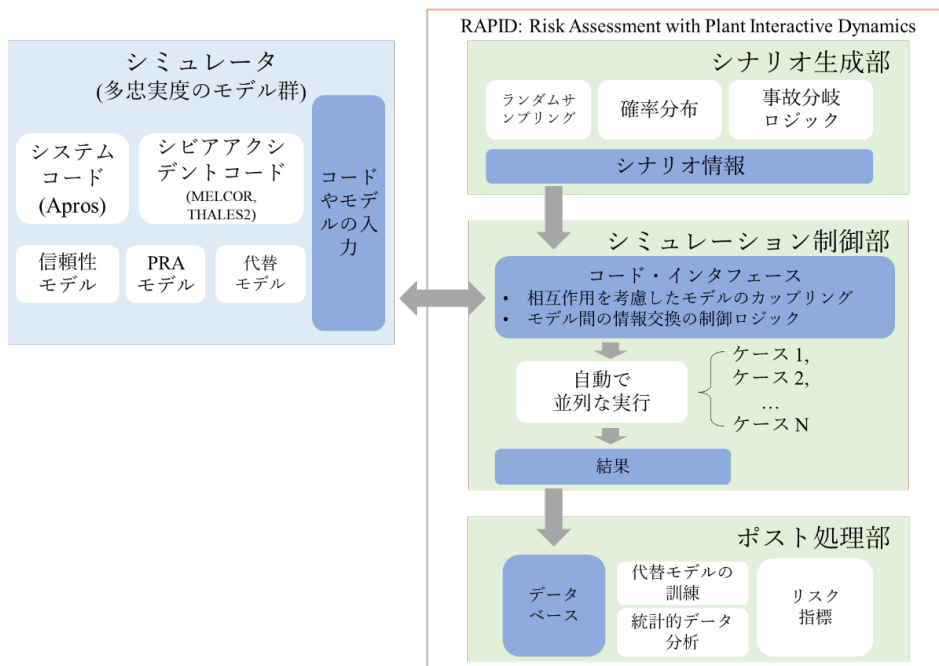 RAPID: Risk Assessment with Plant Interactive Dynamics
シミュレータ
(多忠実度のモデル群)
システム
コード
(Apros)
シビアアクシ
デントコード
(MELCOR,
THALES2)
信頼性
モデル
PRA
モデル
代替
モデル
コード
やモデ
ルの入
力
シナリオ生成部
ランダムサ
ンプリング
確率分布
事故分岐
ロジック
シナリオ情報
シミュレーション制御部
コード・インタフェース
• 相互作用を考慮したモデルのカップリング
• モデル間の情報交換の制御ロジック
自動で
並列な実行
ケース 1,
ケース 2,
…
ケース N
結果
ポスト処理部
データ
ベース
代替モデルの
訓練
統計的データ
分析
リスク
指標